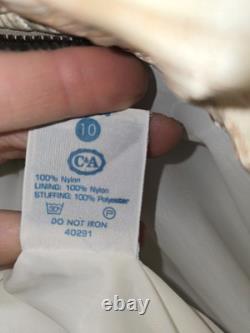 10
C&A
100% Nylon
LINING: 100% Nylon
STUFFING: 100% Polyester
P
DO NOT IRON
40291